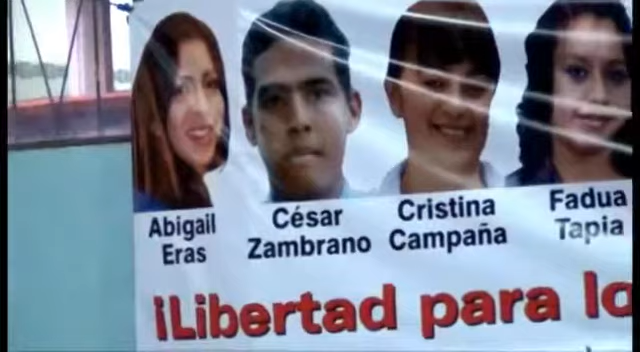 Abigail Eras
César Zambrano
Cristina Campaña
Fadua Tapia
¡Libertad para lo